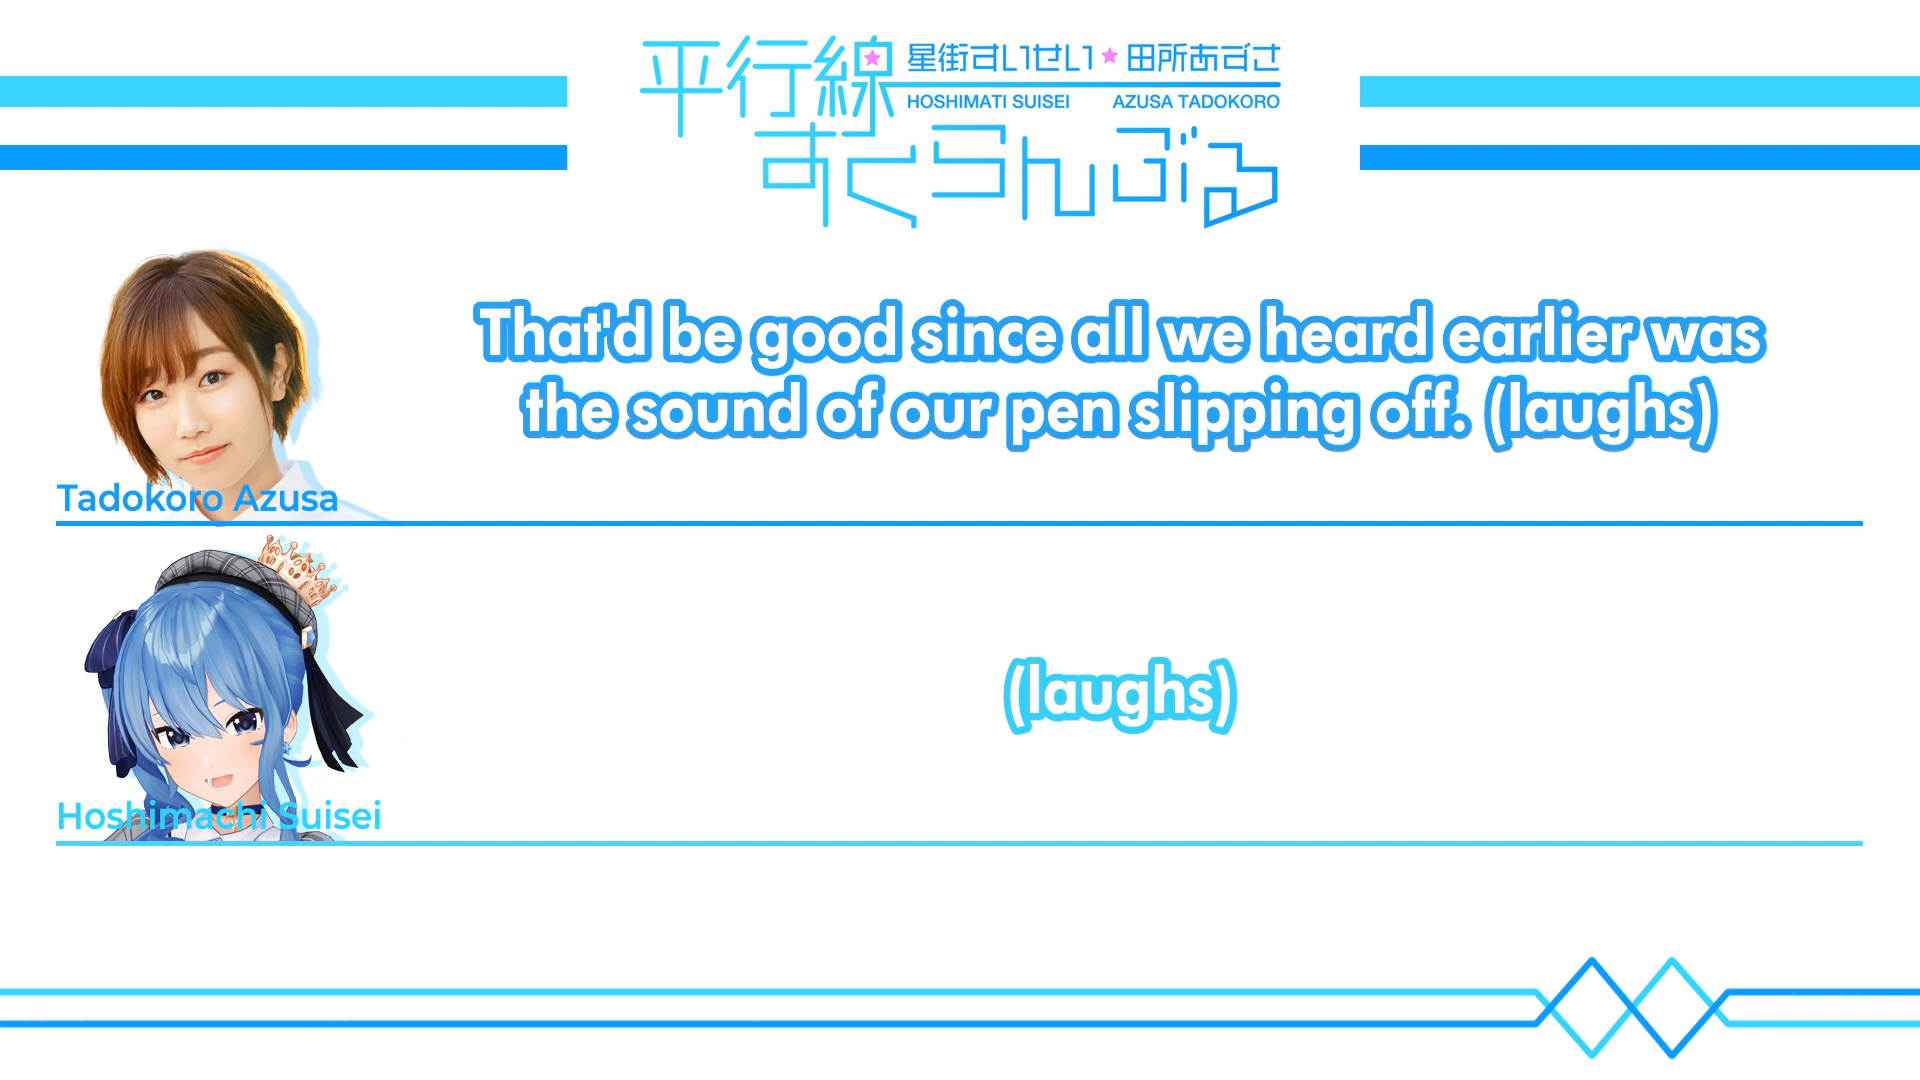 平行線
星街すいせい★田所あずさ
HOSHIMATI SUISEI AZUSA TADOKORO
すくらんぶる
That'd be good since all we heard earlier was
the sound of our pen slipping off. (laughs)
Tadokoro Azusa
(laughs)
Hoshimachi Suisei